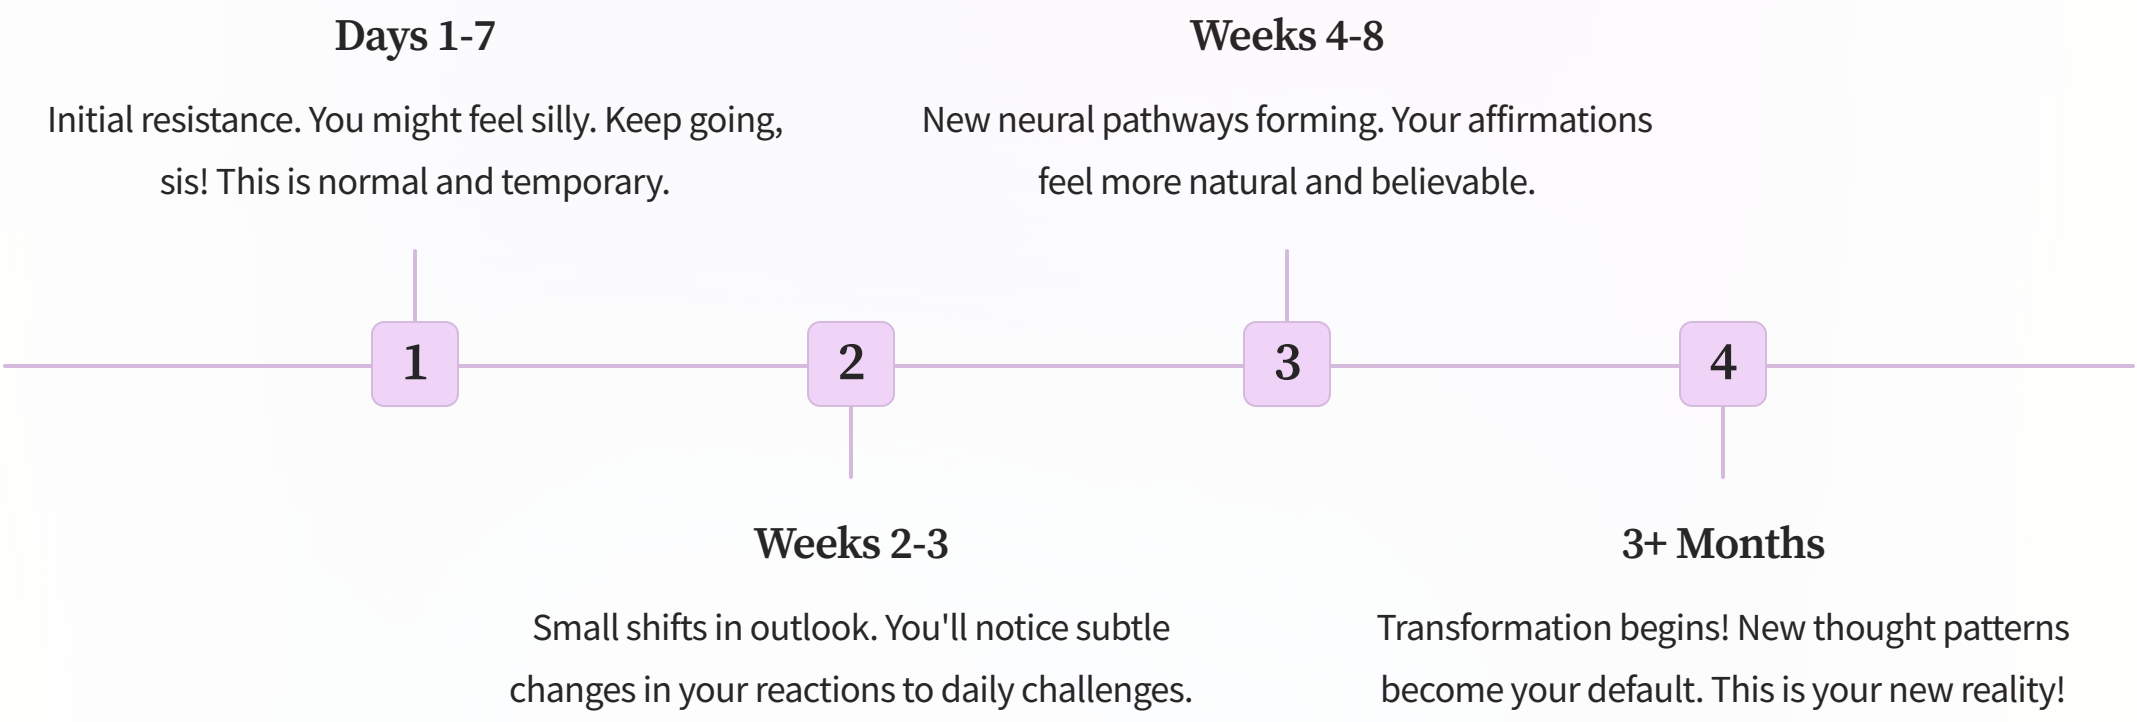 Days 1-7
Initial resistance. You might feel silly. Keep going,
sis! This is normal and temporary.
Weeks 4-8
New neural pathways forming. Your affirmations
feel more natural and believable.
1
2
3
4
Weeks 2-3
Small shifts in outlook. You'll notice subtle
changes in your reactions to daily challenges.
3+ Months
Transformation begins! New thought patterns
become your default. This is your new reality!